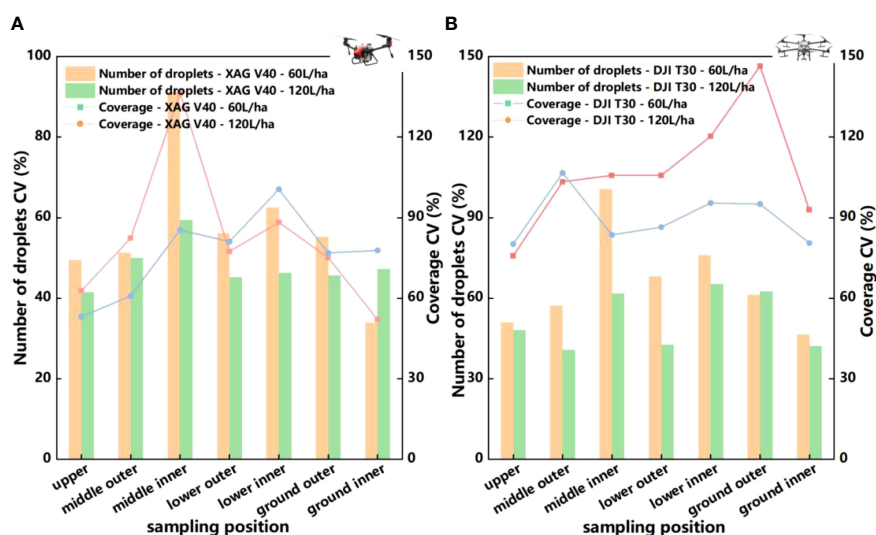 A
Number of droplets - XAG V40 - 60L/ha
Number of droplets - XAG V40 - 120L/ha
Coverage - XAG V40 - 60L/ha
Coverage - XAG V40 - 120L/ha
100
80
60
40
20
0
Number of droplets CV (%)
150
120
90
60
30
0
Coverage CV (%)
upper
middle outer
middle inner
lower outer
lower inner
ground outer
ground inner
sampling position
B
Number of droplets - DJI T30 - 60L/ha
Number of droplets - DJI T30 - 120L/ha
Coverage - DJI T30 - 60L/ha
Coverage - DJI T30 - 120L/ha
150
120
90
60
30
0
Number of droplets CV (%)
150
120
90
60
30
0
Coverage CV (%)
upper
middle outer
middle inner
lower outer
lower inner
ground outer
ground inner
sampling position